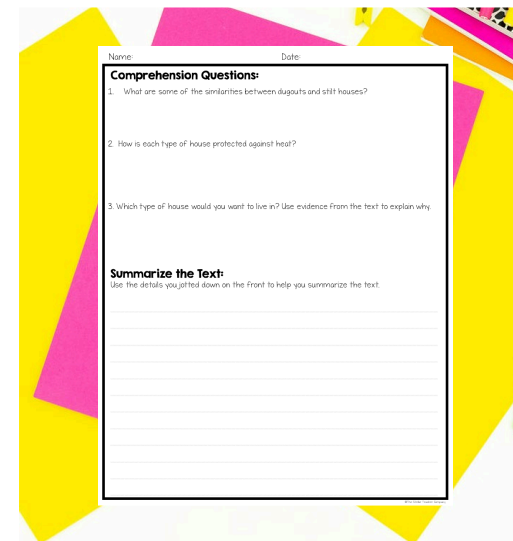 Name:
Date:
Comprehension Questions:
1. What are some of the similarities between dugouts and stilt houses?
2. How is each type of house protected against heat?
3. Which type of house would you want to live in? Use evidence from the text to explain why.
Summarize the Text:
Use the details you jotted down on the front to help you summarize the text.